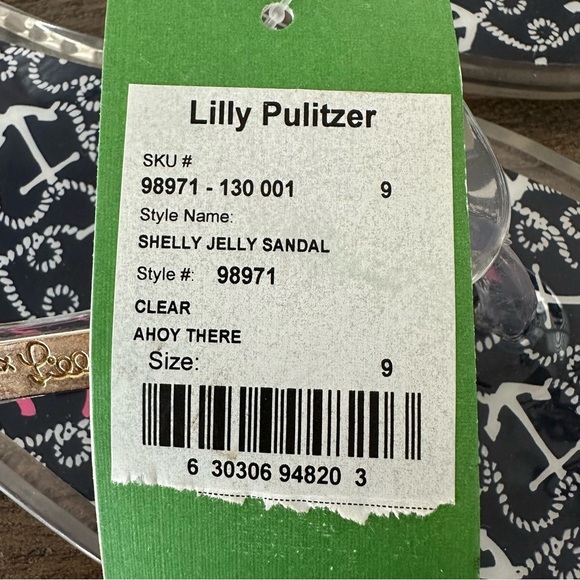 Lilly Pulitzer
SKU #
98971 - 130 001 9
Style Name:
SHELLY JELLY SANDAL
Style #: 98971
CLEAR
AHOY THERE
Size: 9
6 30306 94820 3